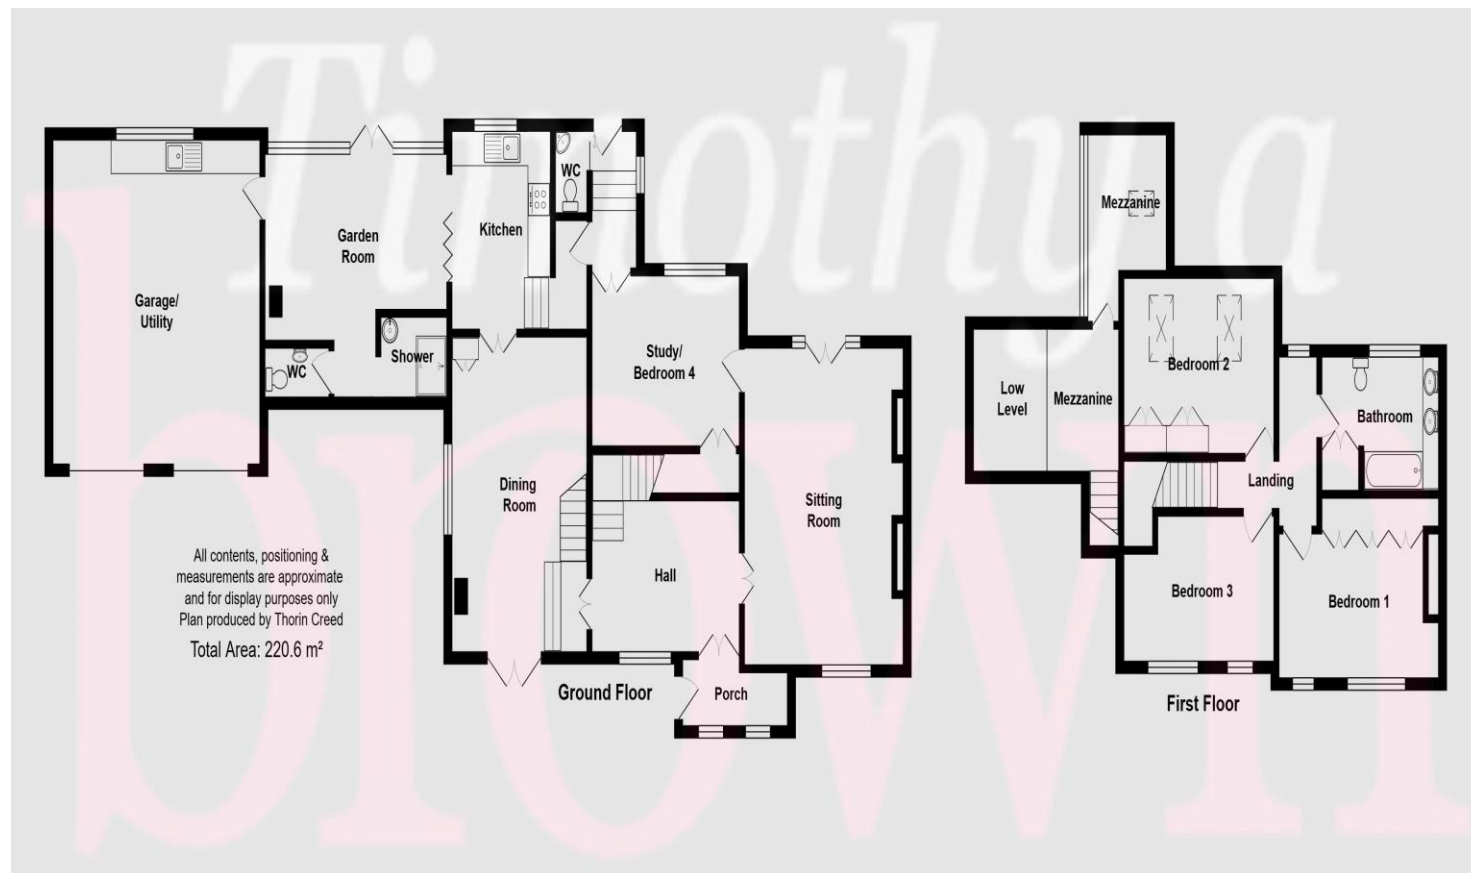 Timothy a
brown
Garage/
Utility
Garden
Room
Kitchen
WC
WC
Shower
Study/
Bedroom 4
Dining
Room
Sitting
Room
Hall
Porch
Ground Floor
All contents, positioning &
measurements are approximate
and for display purposes only
Plan produced by Thorin Creed
Total Area: 220.6 m²
Mezzanine
Low
Level
Mezzanine
Bedroom 2
Bathroom
Landing
Bedroom 3
Bedroom 1
First Floor